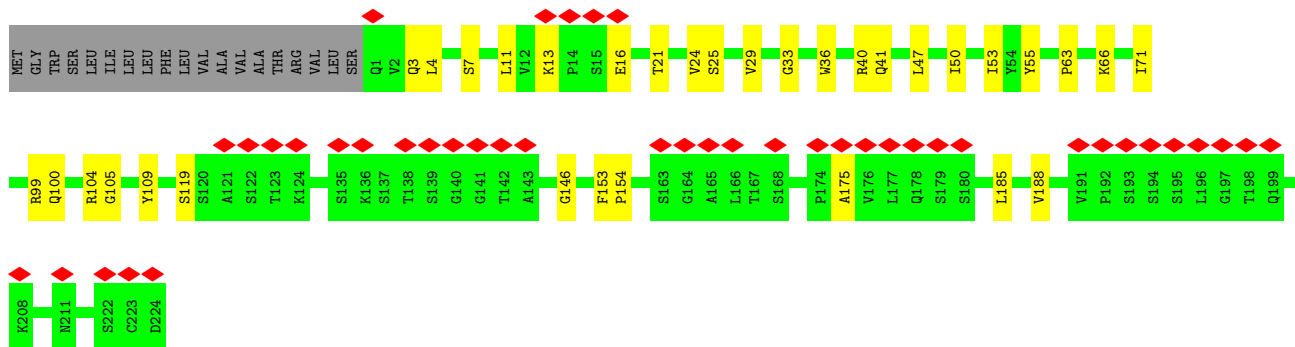 MET GLY TRP SER LEU ILE LEU LEU PHE LEU VAL ALA VAL ALA THR ARG VAL LEU SER Q1 V2 Q3 L4 S7 L11 V12 K13 P14 S15 E16 T21 V24 S25 V29 G33 W36 R40 Q41 L47 I50 I53 Y54 Y55 P63 K66 I71
R99 Q100 R104 G105 Y109 S119 S120 A121 S122 T123 K124 S135 K136 S137 T138 S139 G140 G141 T142 A143 G146 F153 P154 S163 G164 A165 L166 T167 S168 P174 A175 V176 L177 Q178 S179 S180 L185 V188 V191 P192 S193 S194 S195 L196 G197 T198 Q199
K208 N211 S222 C223 D224